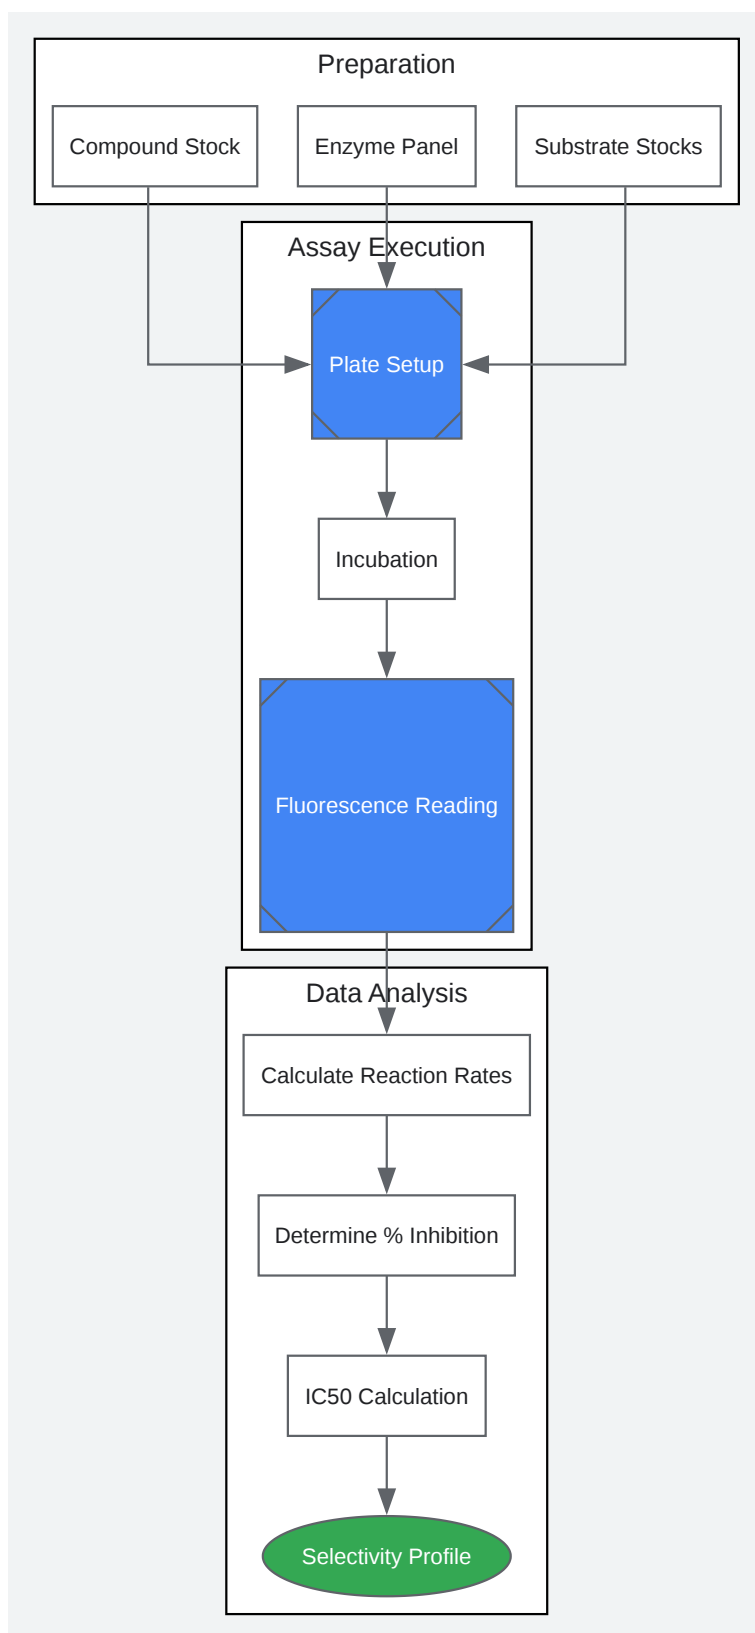 Preparation
Compound Stock
Enzyme Panel
Substrate Stocks
Assay Execution
Plate Setup
Incubation
Fluorescence Reading
Data Analysis
Calculate Reaction Rates
Determine % Inhibition
IC50 Calculation
Selectivity Profile